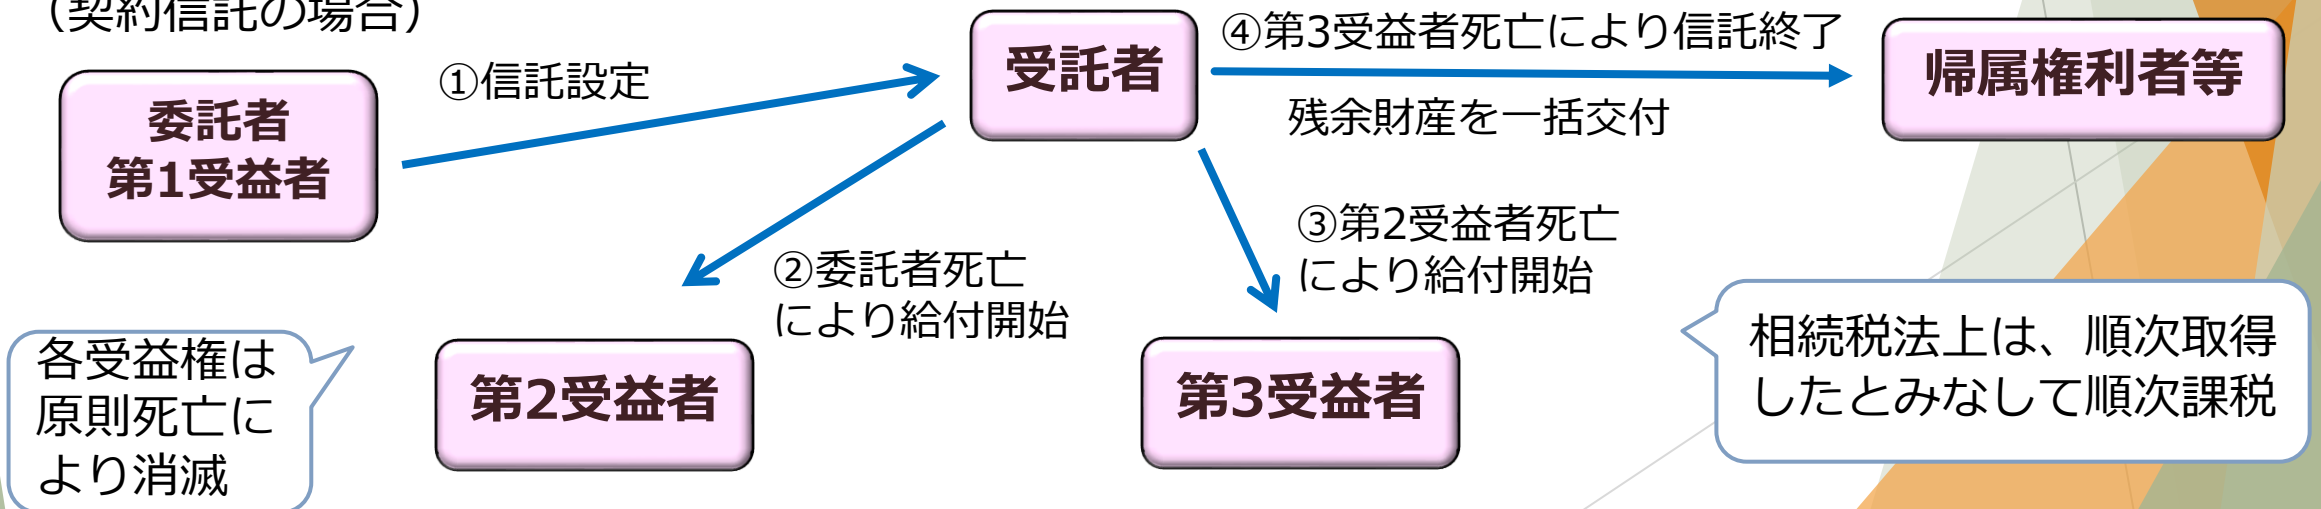 （契約信託の場合）
委託者
第1受益者
①信託設定
受託者
④第3受益者死亡により信託終了
残余財産を一括交付
帰属権利者等
②委託者死亡
により給付開始
③第2受益者死亡
により給付開始
各受益権は
原則死亡に
より消滅
第2受益者
第3受益者
相続税法上は、順次取得
したとみなして順次課税